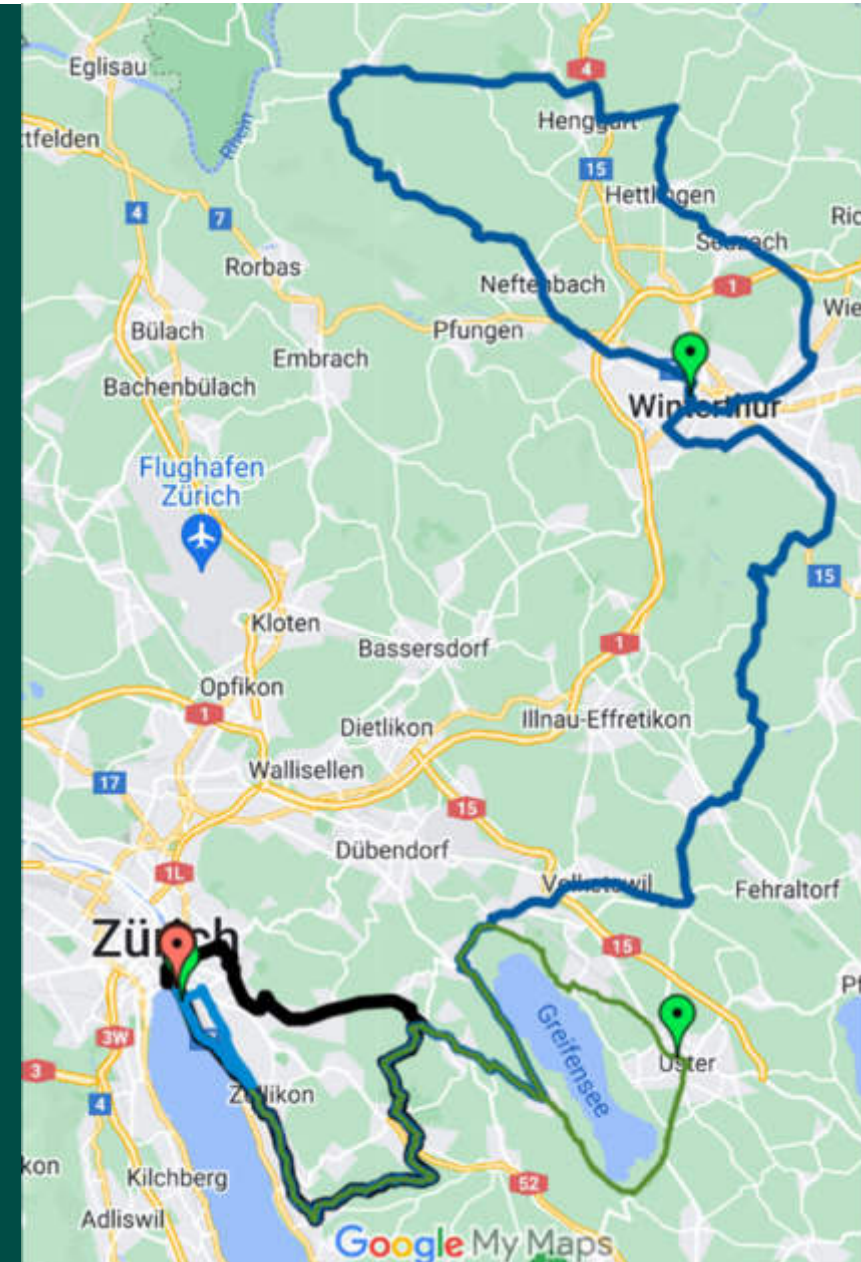 Eglisau
4
Henggart
ttfelden
Rhein
15
Hettlingen
4
7
Ric
Seuzach
Rorbas
Neftenbach
1
Wie
Bülach
Pfungen
Embrach
Bachenbülach
Winterthur
Flughafen
Zürich
15
Kloten
Bassersdorf
1
Opfikon
1
Dietlikon
Illnau-Effretikon
Wallisellen
17
15
Dübendorf
1L
Volketswil
Fehraltorf
Zürich
15
Pf
Greifensee
3W
Uster
3
Zollikon
4
kon
Kilchberg
52
Adliswil
Google My Maps